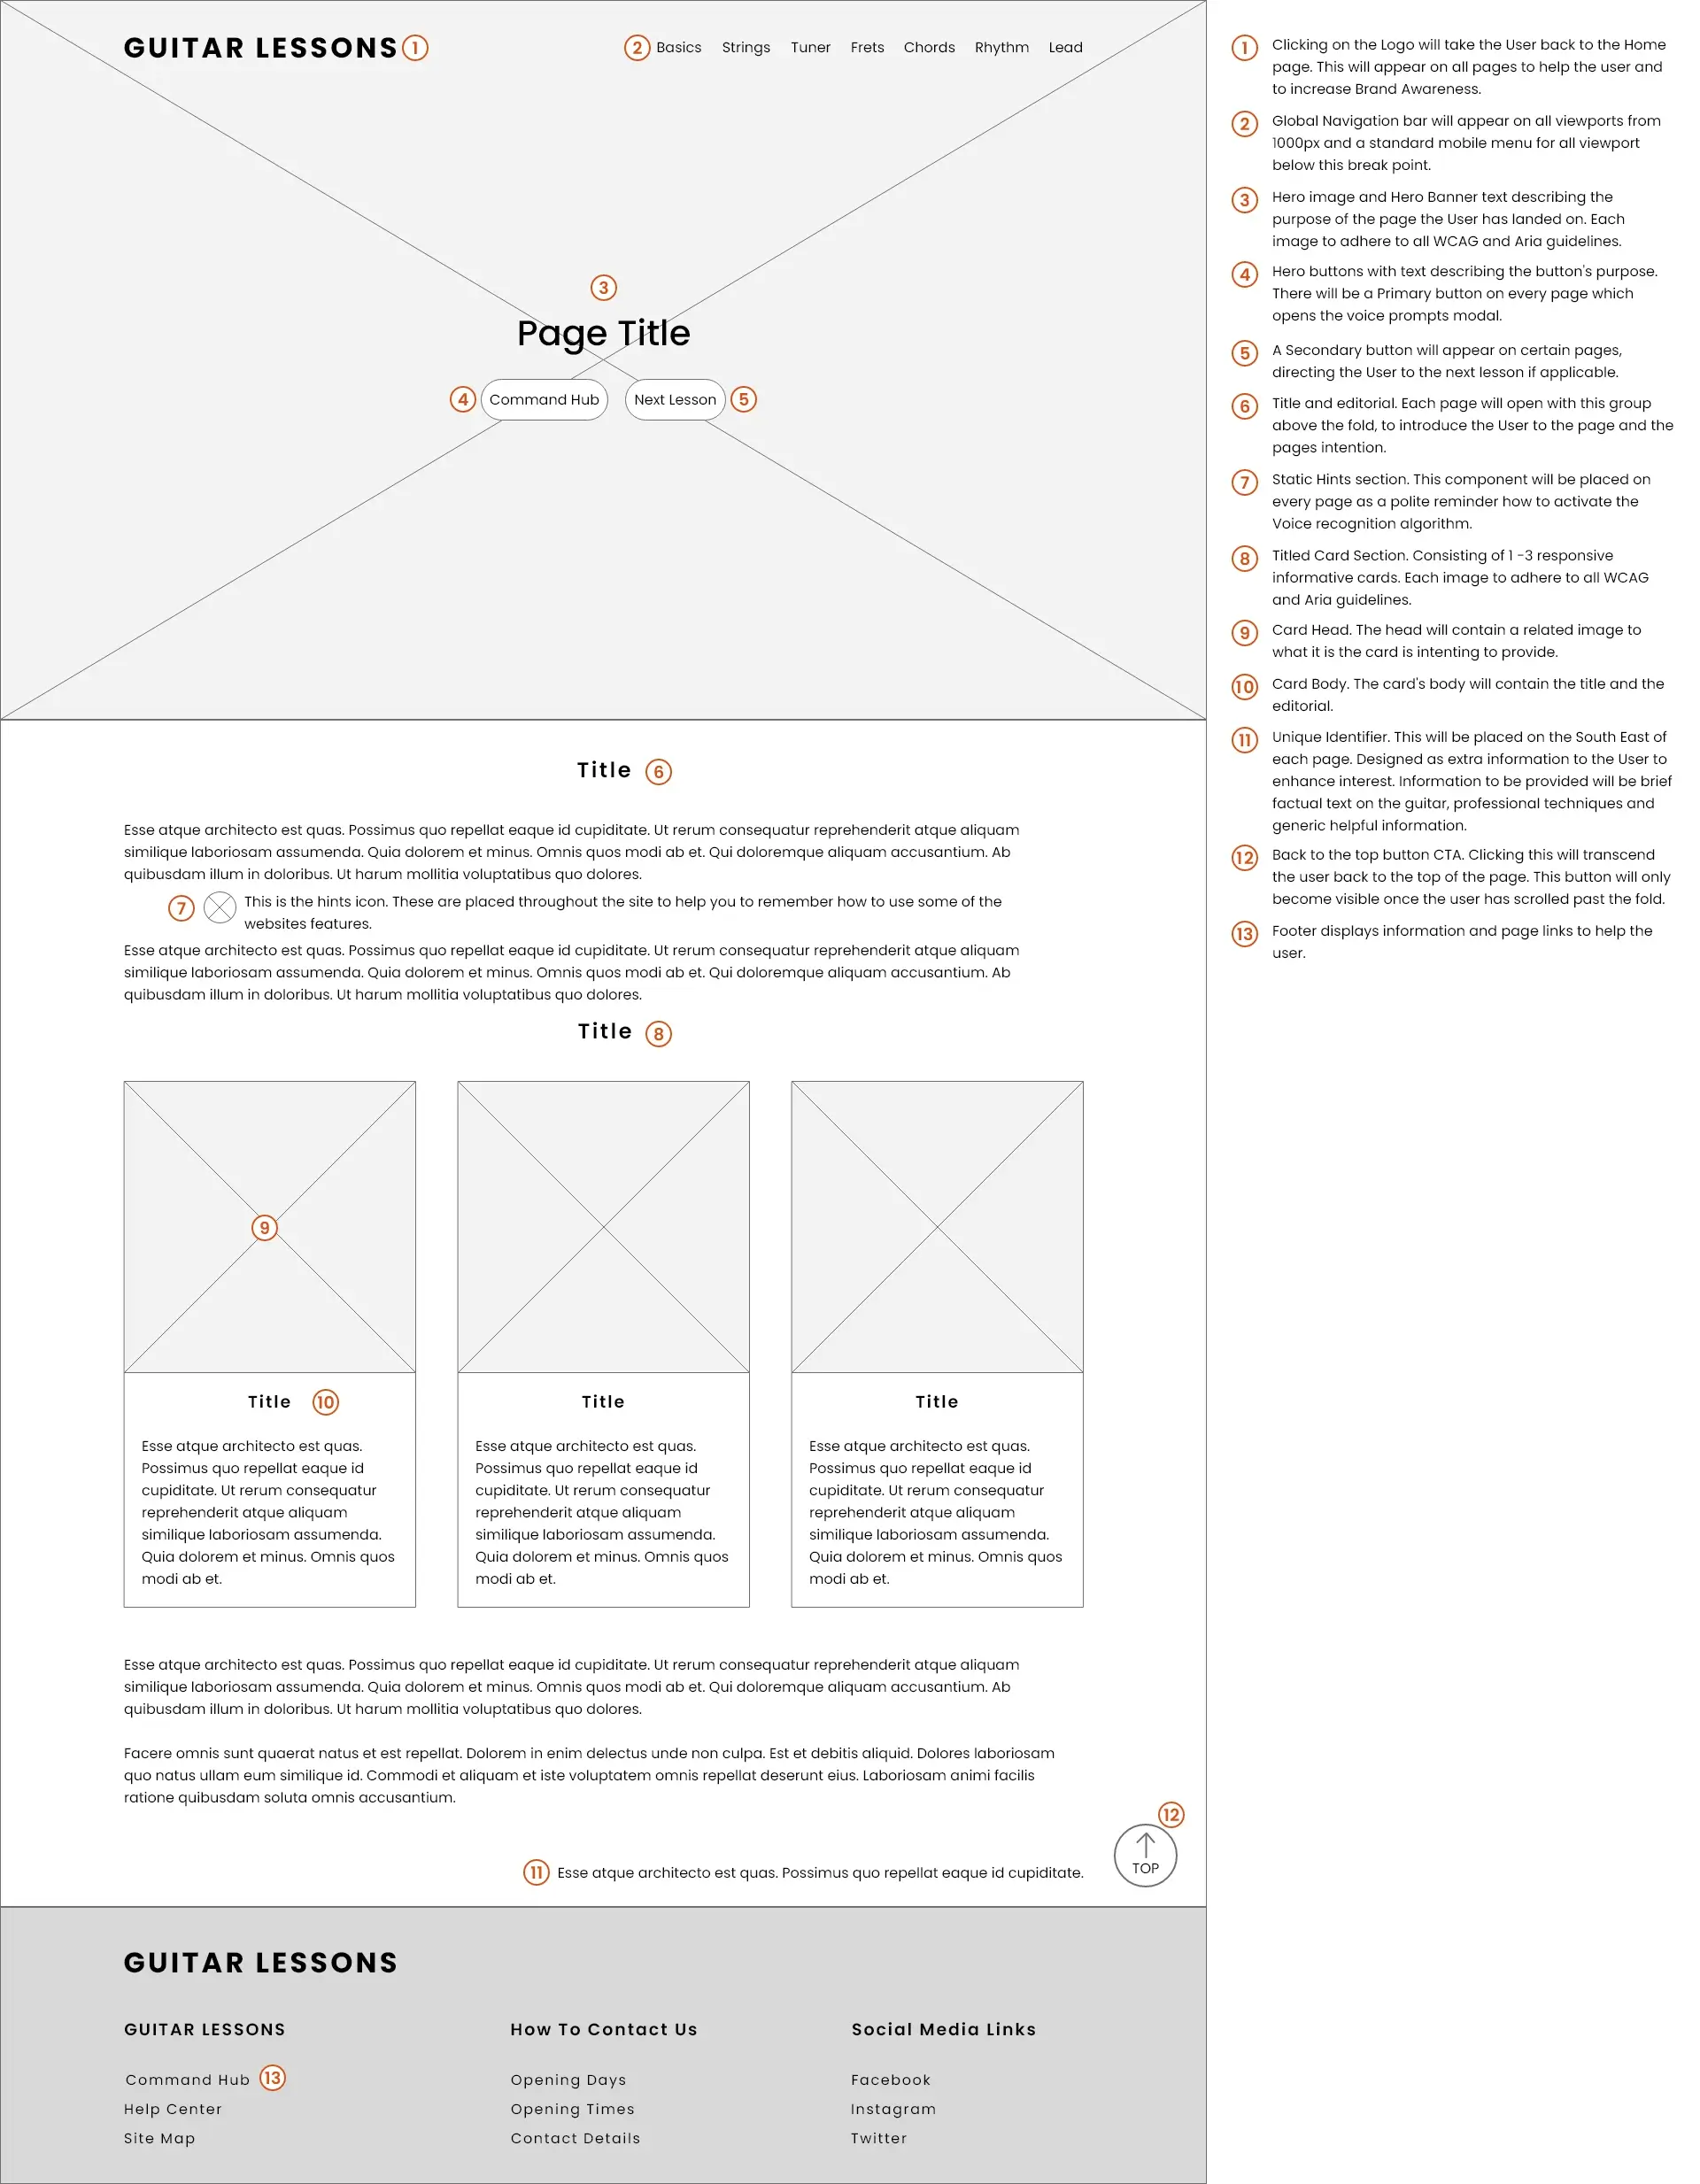 GUITAR LESSONS 1
2 Basics Strings Tuner Frets Chords Rhythm Lead
3
Page Title
4 Command Hub Next Lesson 5
Title 6
Esse atque architecto est quas. Possimus quo repellat eaque id cupiditate. Ut rerum consequatur reprehenderit atque aliquam
similique laboriosam assumenda. Quia dolorem et minus. Omnis quos modi ab et. Qui doloremque aliquam accusantium. Ab
quibusdam illum in doloribus. Ut harum mollitia voluptatibus quo dolores.
7 This is the hints icon. These are placed throughout the site to help you to remember how to use some of the
websites features.
Esse atque architecto est quas. Possimus quo repellat eaque id cupiditate. Ut rerum consequatur reprehenderit atque aliquam
similique laboriosam assumenda. Quia dolorem et minus. Omnis quos modi ab et. Qui doloremque aliquam accusantium. Ab
quibusdam illum in doloribus. Ut harum mollitia voluptatibus quo dolores.
Title 8
9
Title 10
Esse atque architecto est quas.
Possimus quo repellat eaque id
cupiditate. Ut rerum consequatur
reprehenderit atque aliquam
similique laboriosam assumenda.
Quia dolorem et minus. Omnis quos
modi ab et.
Title
Esse atque architecto est quas.
Possimus quo repellat eaque id
cupiditate. Ut rerum consequatur
reprehenderit atque aliquam
similique laboriosam assumenda.
Quia dolorem et minus. Omnis quos
modi ab et.
Title
Esse atque architecto est quas.
Possimus quo repellat eaque id
cupiditate. Ut rerum consequatur
reprehenderit atque aliquam
similique laboriosam assumenda.
Quia dolorem et minus. Omnis quos
modi ab et.
Esse atque architecto est quas. Possimus quo repellat eaque id cupiditate. Ut rerum consequatur reprehenderit atque aliquam
similique laboriosam assumenda. Quia dolorem et minus. Omnis quos modi ab et. Qui doloremque aliquam accusantium. Ab
quibusdam illum in doloribus. Ut harum mollitia voluptatibus quo dolores.
Facere omnis sunt quaerat natus et est repellat. Dolorem in enim delectus unde non culpa. Est et debitis aliquid. Dolores laboriosam
quo natus ullam eum similique id. Commodi et aliquam et iste voluptatem omnis repellat deserunt eius. Laboriosam animi facilis
ratione quibusdam soluta omnis accusantium.
12
TOP
11 Esse atque architecto est quas. Possimus quo repellat eaque id cupiditate.
GUITAR LESSONS
GUITAR LESSONS
Command Hub 13
Help Center
Site Map
How To Contact Us
Opening Days
Opening Times
Contact Details
Social Media Links
Facebook
Instagram
Twitter
1 Clicking on the Logo will take the User back to the Home
page. This will appear on all pages to help the user and
to increase Brand Awareness.
2 Global Navigation bar will appear on all viewports from
1000px and a standard mobile menu for all viewport
below this break point.
3 Hero image and Hero Banner text describing the
purpose of the page the User has landed on. Each
image to adhere to all WCAG and Aria guidelines.
4 Hero buttons with text describing the button's purpose.
There will be a Primary button on every page which
opens the voice prompts modal.
5 A Secondary button will appear on certain pages,
directing the User to the next lesson if applicable.
6 Title and editorial. Each page will open with this group
above the fold, to introduce the User to the page and the
pages intention.
7 Static Hints section. This component will be placed on
every page as a polite reminder how to activate the
Voice recognition algorithm.
8 Titled Card Section. Consisting of 1 -3 responsive
informative cards. Each image to adhere to all WCAG
and Aria guidelines.
9 Card Head. The head will contain a related image to
what it is the card is intenting to provide.
10 Card Body. The card's body will contain the title and the
editorial.
11 Unique Identifier. This will be placed on the South East of
each page. Designed as extra information to the User to
enhance interest. Information to be provided will be brief
factual text on the guitar, professional techniques and
generic helpful information.
12 Back to the top button CTA. Clicking this will transcend
the user back to the top of the page. This button will only
become visible once the user has scrolled past the fold.
13 Footer displays information and page links to help the
user.